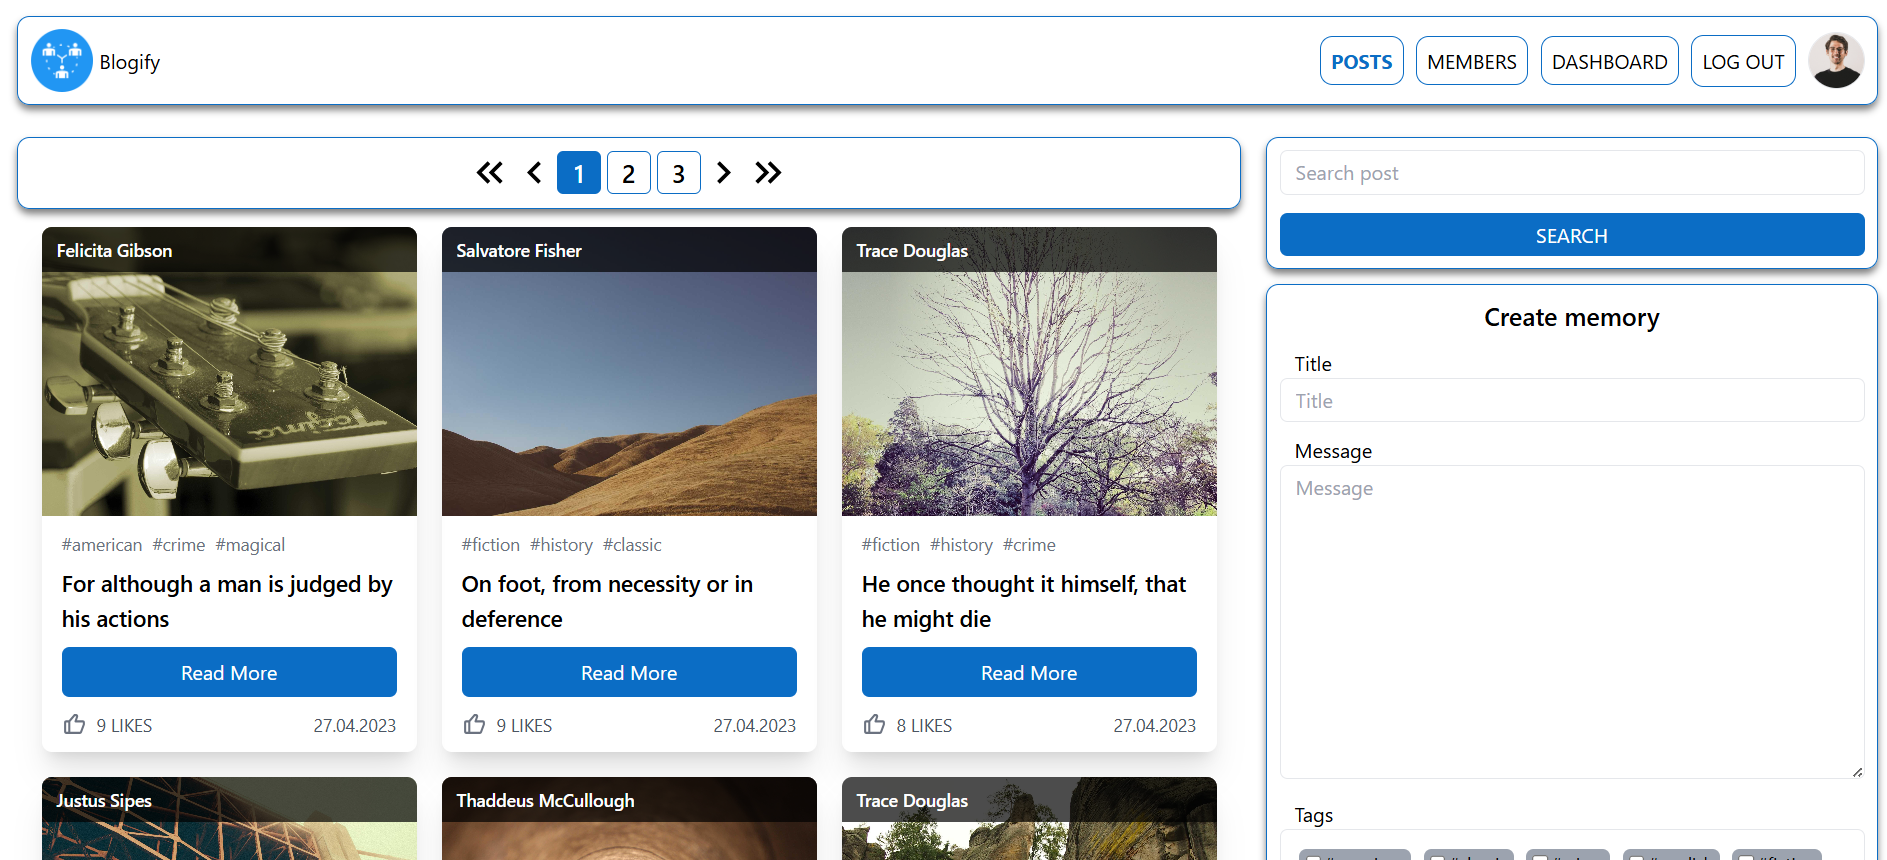 Blogify
POSTS MEMBERS DASHBOARD LOG OUT
1 2 3
Felicita Gibson
#american #crime #magical
For although a man is judged by
his actions
Read More
9 LIKES 27.04.2023
Salvatore Fisher
#fiction #history #classic
On foot, from necessity or in
deference
Read More
9 LIKES 27.04.2023
Trace Douglas
#fiction #history #crime
He once thought it himself, that
he might die
Read More
8 LIKES 27.04.2023
Justus Sipes
Thaddeus McCullough
Trace Douglas
Search post
SEARCH
Create memory
Title
Title
Message
Message
Tags